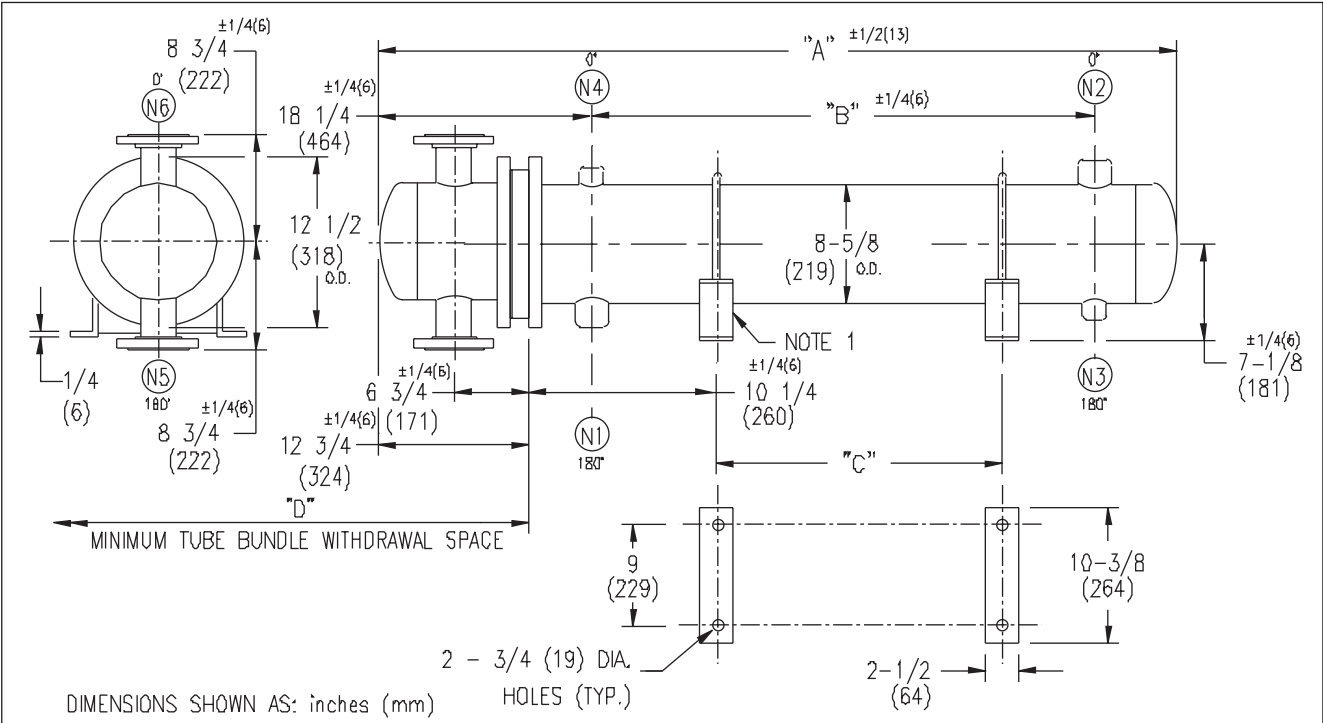 ±1/4(6)
8 3/4
(222)
0°
N6
±1/4(6)
18 1/4
(464)
"A" ±1/2(13)
0°
N4
0°
N2
"B" ±1/4(6)
12 1/2
(318)
O.D.
8-5/8
(219) O.D.
1/4
(6)
N5
180°
±1/4(6)
8 3/4
(222)
±1/4(6)
6 3/4
(171)
±1/4(6)
12 3/4
(324)
NOTE 1
±1/4(6)
10 1/4
(260)
N1
180°
N3
180°
±1/4(6)
7-1/8
(181)
"C"
"D"
MINIMUM TUBE BUNDLE WITHDRAWAL SPACE
9
(229)
10-3/8
(264)
2 - 3/4 (19) DIA.
HOLES (TYP.)
2-1/2
(64)
DIMENSIONS SHOWN AS: inches (mm)